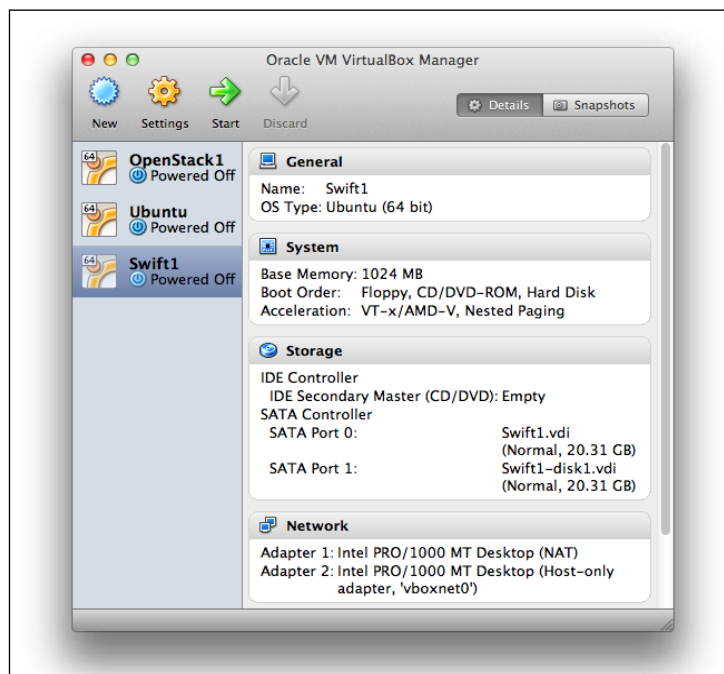 Oracle VM VirtualBox Manager
New Settings Start Discard
Details Snapshots
64 OpenStack1
Powered Off
64 Ubuntu
Powered Off
64 Swift1
Powered Off
General
Name: Swift1
OS Type: Ubuntu (64 bit)
System
Base Memory: 1024 MB
Boot Order: Floppy, CD/DVD-ROM, Hard Disk
Acceleration: VT-x/AMD-V, Nested Paging
Storage
IDE Controller
IDE Secondary Master (CD/DVD): Empty
SATA Controller
SATA Port 0: Swift1.vdi
(Normal, 20.31 GB)
SATA Port 1: Swift1-disk1.vdi
(Normal, 20.31 GB)
Network
Adapter 1: Intel PRO/1000 MT Desktop (NAT)
Adapter 2: Intel PRO/1000 MT Desktop (Host-only
adapter, 'vboxnet0')